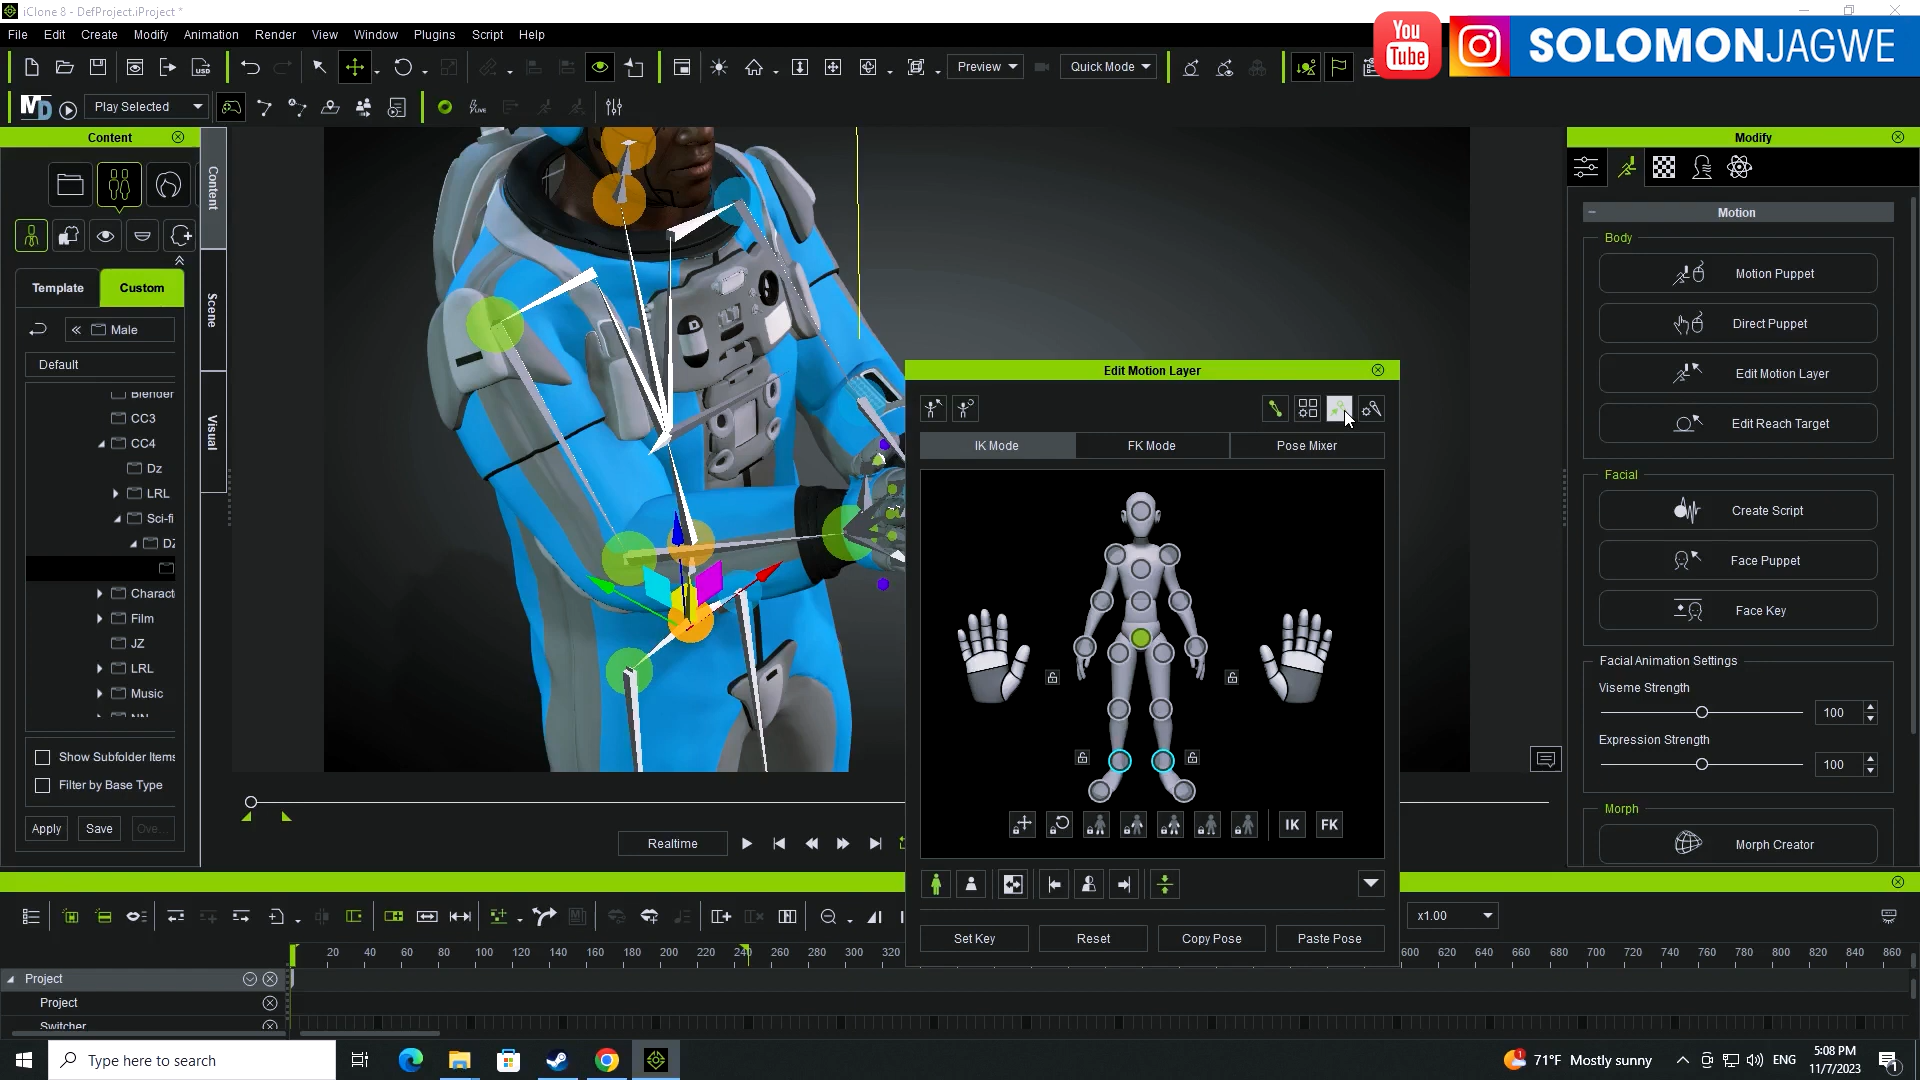 iClone 8 - DefProject.iProject *
You
Tube
SOLOMONJAGWE
File Edit Create Modify Animation Render View Window Plugins Script Help
Preview
Quick Mode
MD
Play Selected
Content
Modify
Content
Scene
Visual
Template
Custom
Male
Default
Blender
CC3
CC4
Dz
LRL
Sci-fi
DZ
Charact
Film
JZ
LRL
Music
Show Subfolder Items
Filter by Base Type
Apply
Save
Ove...
Edit Motion Layer
IK Mode
FK Mode
Pose Mixer
IK
FK
Set Key
Reset
Copy Pose
Paste Pose
Motion
Body
Motion Puppet
Direct Puppet
Edit Motion Layer
Edit Reach Target
Facial
Create Script
Face Puppet
Face Key
Facial Animation Settings
Viseme Strength
100
Expression Strength
100
Morph
Morph Creator
Realtime
x1.00
20 40 60 80 100 120 140 160 180 200 220 240 260 280 300 320
600 620 640 660 680 700 720 740 760 780 800 820 840 860
Project
Project
Switcher
Type here to search
1
71°F Mostly sunny
ENG
5:08 PM
11/7/2023
1